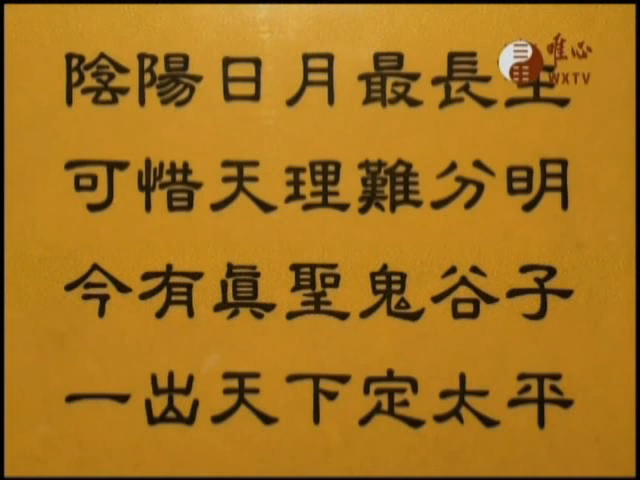 陰陽日月最長生
唯心
WXTV
可惜天理難分明
今有眞聖鬼谷子
一出天下定太平